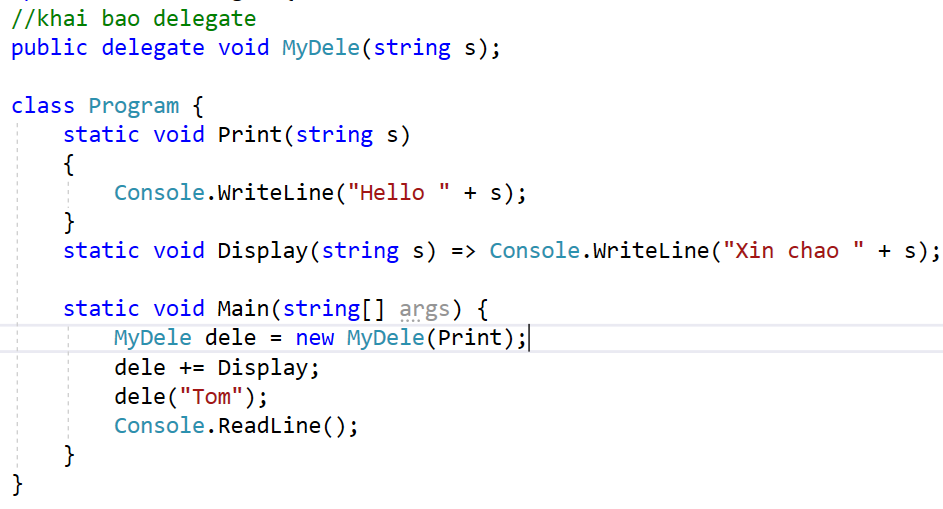 //khai bao delegate
public delegate void MyDele(string s);
class Program {
static void Print(string s)
{
Console.WriteLine("Hello " + s);
}
static void Display(string s) => Console.WriteLine("Xin chao " + s);
static void Main(string[] args) {
MyDele dele = new MyDele(Print);
dele += Display;
dele("Tom");
Console.ReadLine();
}
}